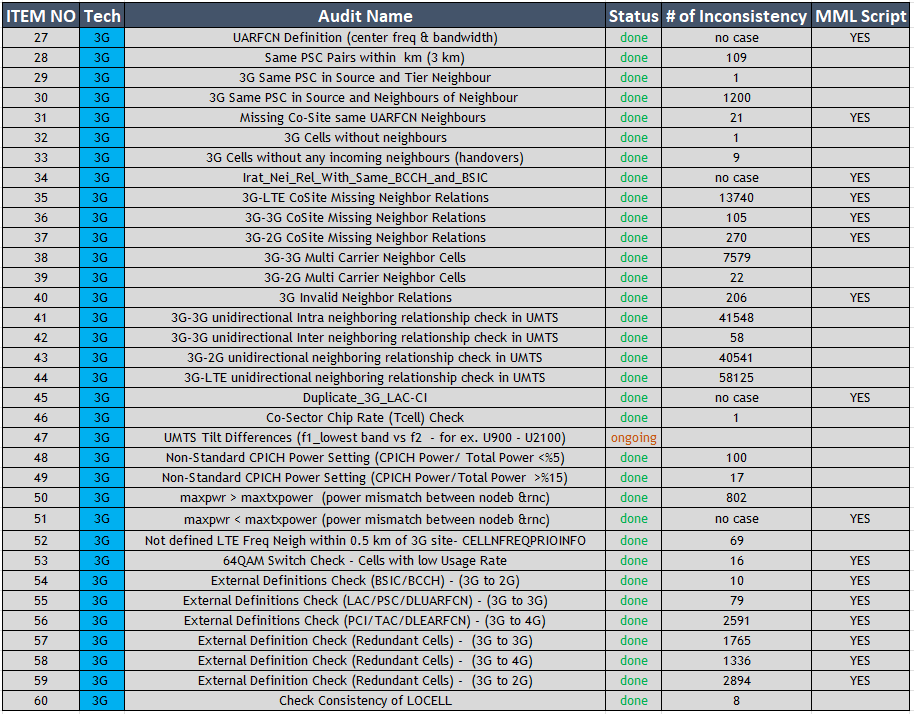 ITEM NO Tech Audit Name Status # of Inconsistency MML Script
27 3G UARFCN Definition (center freq & bandwidth) done no case YES
28 3G Same PSC Pairs within km (3 km) done 109
29 3G 3G Same PSC in Source and Tier Neighbour done 1
30 3G 3G Same PSC in Source and Neighbours of Neighbour done 1200
31 3G Missing Co-Site same UARFCN Neighbours done 21 YES
32 3G 3G Cells without neighbours done 1
33 3G 3G Cells without any incoming neighbours (handovers) done 9
34 3G Irat_Nei_Rel_With_Same_BCCH_and_BSIC done no case YES
35 3G 3G-LTE CoSite Missing Neighbor Relations done 13740 YES
36 3G 3G-3G CoSite Missing Neighbor Relations done 105 YES
37 3G 3G-2G CoSite Missing Neighbor Relations done 270 YES
38 3G 3G-3G Multi Carrier Neighbor Cells done 7579
39 3G 3G-2G Multi Carrier Neighbor Cells done 22
40 3G 3G Invalid Neighbor Relations done 206 YES
41 3G 3G-3G unidirectional Intra neighboring relationship check in UMTS done 41548
42 3G 3G-3G unidirectional Inter neighboring relationship check in UMTS done 58
43 3G 3G-2G unidirectional neighboring relationship check in UMTS done 40541
44 3G 3G-LTE unidirectional neighboring relationship check in UMTS done 58125
45 3G Duplicate_3G_LAC-CI done no case YES
46 3G Co-Sector Chip Rate (Tcell) Check done 1
47 3G UMTS Tilt Differences (f1_lowest band vs f2 - for ex. U900 - U2100) ongoing
48 3G Non-Standard CPICH Power Setting (CPICH Power/ Total Power <%5) done 100
49 3G Non-Standard CPICH Power Setting (CPICH Power/Total Power >%15) done 17
50 3G maxpwr > maxtxpower (power mismatch between nodeb &rnc) done 802
51 3G maxpwr < maxtxpower (power mismatch between nodeb &rnc) done no case YES
52 3G Not defined LTE Freq Neigh within 0.5 km of 3G site- CELLNFREQPRIOINFO done 69
53 3G 64QAM Switch Check - Cells with low Usage Rate done 16 YES
54 3G External Definitions Check (BSIC/BCCH) - (3G to 2G) done 10 YES
55 3G External Definitions Check (LAC/PSC/DLUARFCN) - (3G to 3G) done 79 YES
56 3G External Definitions Check (PCI/TAC/DLEARFCN) - (3G to 4G) done 2591 YES
57 3G External Definition Check (Redundant Cells) - (3G to 3G) done 1765 YES
58 3G External Definition Check (Redundant Cells) - (3G to 4G) done 1336 YES
59 3G External Definition Check (Redundant Cells) - (3G to 2G) done 2894 YES
60 3G Check Consistency of LOCELL done 8